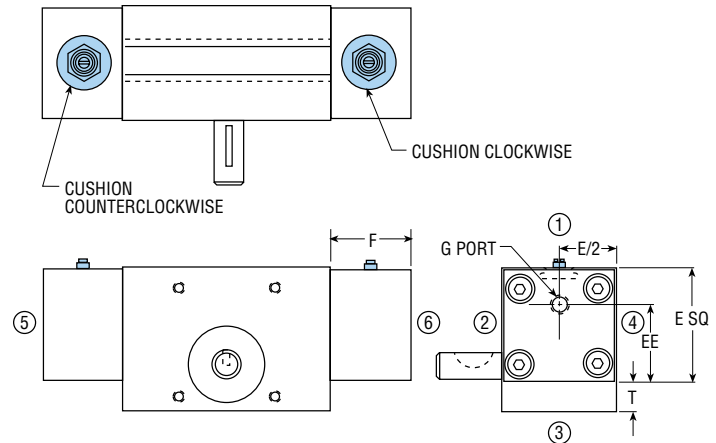 CUSHION CLOCKWISE
CUSHION
COUNTERCLOCKWISE
F
G PORT
1
E/2
5
6
2
4
E SQ
EE
T
3